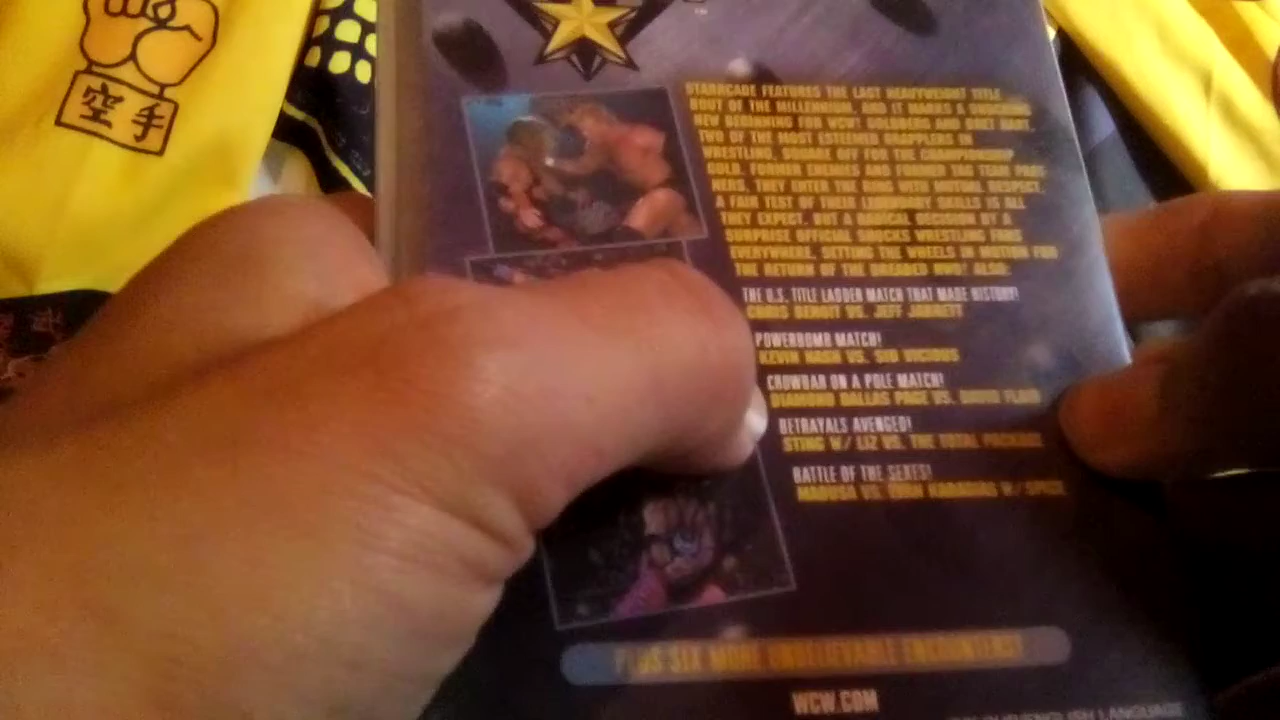 空手
STARRCADE FEATURES THE LAST HEAVYWEIGHT TITLE
BOUT OF THE MILLENNIUM, AND IT MARKS A SHOCKING
NEW BEGINNING FOR WCW! GOLDBERG AND BRET HART,
TWO OF THE MOST ESTEEMED GRAPPLERS IN
WRESTLING, SQUARE OFF FOR THE CHAMPIONSHIP
GOLD. FORMER ENEMIES AND FORMER TAG TEAM PART-
NERS, THEY ENTER THE RING WITH MUTUAL RESPECT.
A FAIR TEST OF THEIR LEGENDARY SKILLS IS ALL
THEY EXPECT, BUT A RADICAL DECISION BY A
SURPRISE OFFICIAL SHOCKS WRESTLING FANS
EVERYWHERE, SETTING THE WHEELS IN MOTION FOR
THE RETURN OF THE DREADED NWO! ALSO:
THE U.S. TITLE LADDER MATCH THAT MADE HISTORY!
CHRIS BENOIT VS. JEFF JARRETT
POWERBOMB MATCH!
KEVIN NASH VS. SID VICIOUS
CROWBAR ON A POLE MATCH!
DIAMOND DALLAS PAGE VS. DAVID FLAIR
BETRAYALS AVENGED!
STING W/ LIZ VS. THE TOTAL PACKAGE
BATTLE OF THE SEXES!
MADUSA VS. EVAN KARAGIAS W/ SPICE
PLUS SIX MORE UNBELIEVABLE ENCOUNTERS!
WCW.COM
ENGLISH LANGUAGE